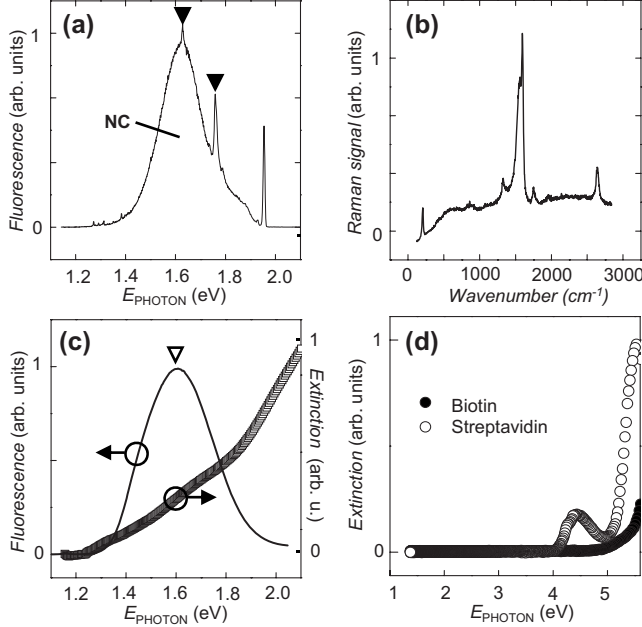 (a)
1
0
Fluorescence (arb. units)
NC
1.2 1.4 1.6 1.8 2.0
E_PHOTON (eV)
(b)
1
0
Raman signal (arb. units)
0 1000 2000 3000
Wavenumber (cm⁻¹)
(c)
1
0
Fluorescence (arb. units)
1
0
Extinction (arb. u.)
1.2 1.4 1.6 1.8 2.0
E_PHOTON (eV)
(d)
1
0
Extinction (arb. units)
Biotin
Streptavidin
1 2 3 4 5
E_PHOTON (eV)